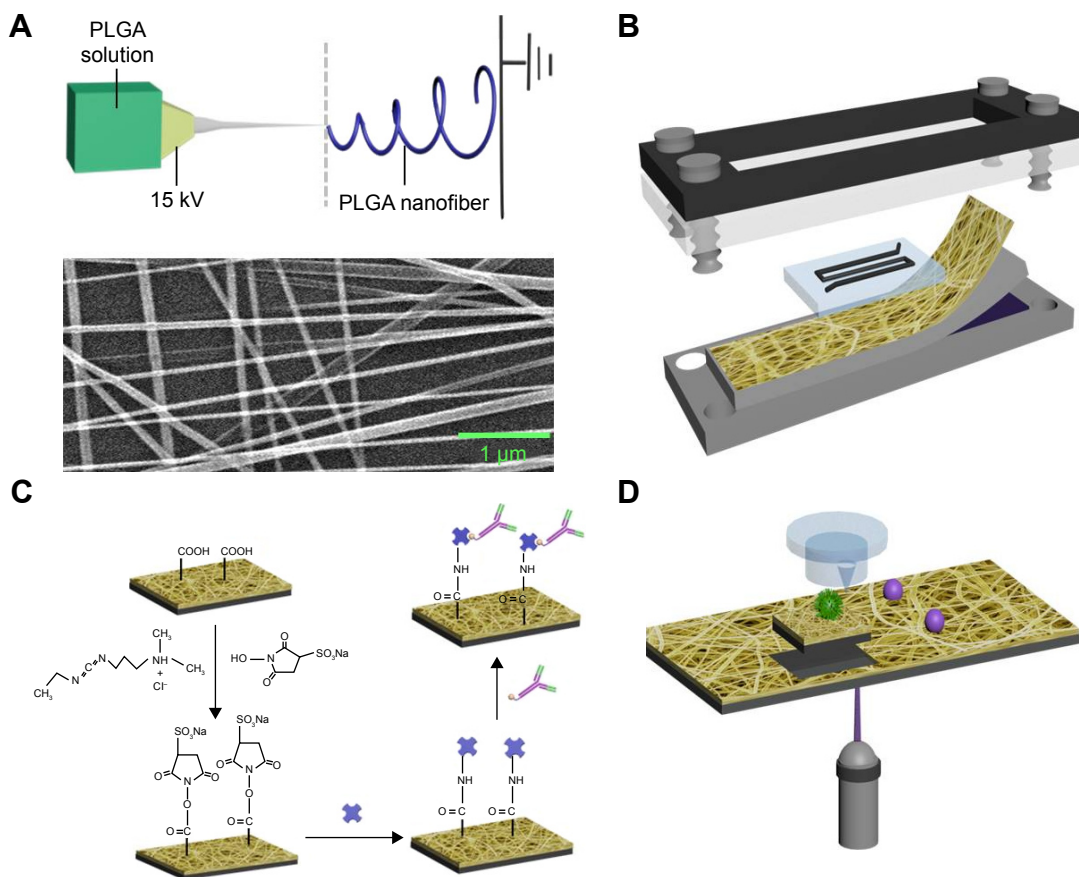 A
PLGA
solution
15 kV
PLGA nanofiber
1 µm
B
C
COOH
COOH
CH₃
N
C
N
NH
+
CH₃
Cl⁻
CH₃
O
HO
N
SO₃Na
O
SO₃Na
O
N
O
O
O
C
SO₃Na
O
N
O
O
O
C
NH
O
C
NH
O
C
NH
O
C
NH
O
C
D